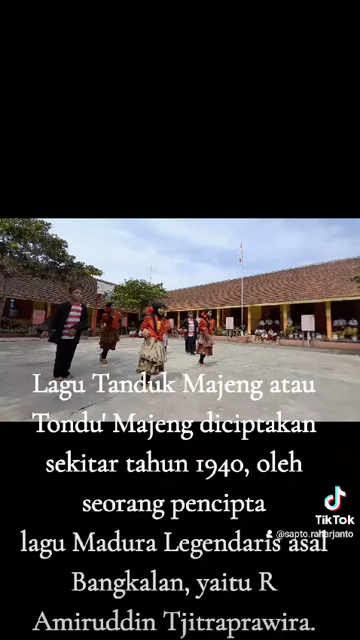 Lagu Tanduk Majeng atau
Tondu' Majeng diciptakan
sekitar tahun 1940, oleh
seorang pencipta
lagu Madura Legendaris asal
Bangkalan, yaitu R
Amiruddin Tjitraprawira.
TikTok
@sapto.raharjanto